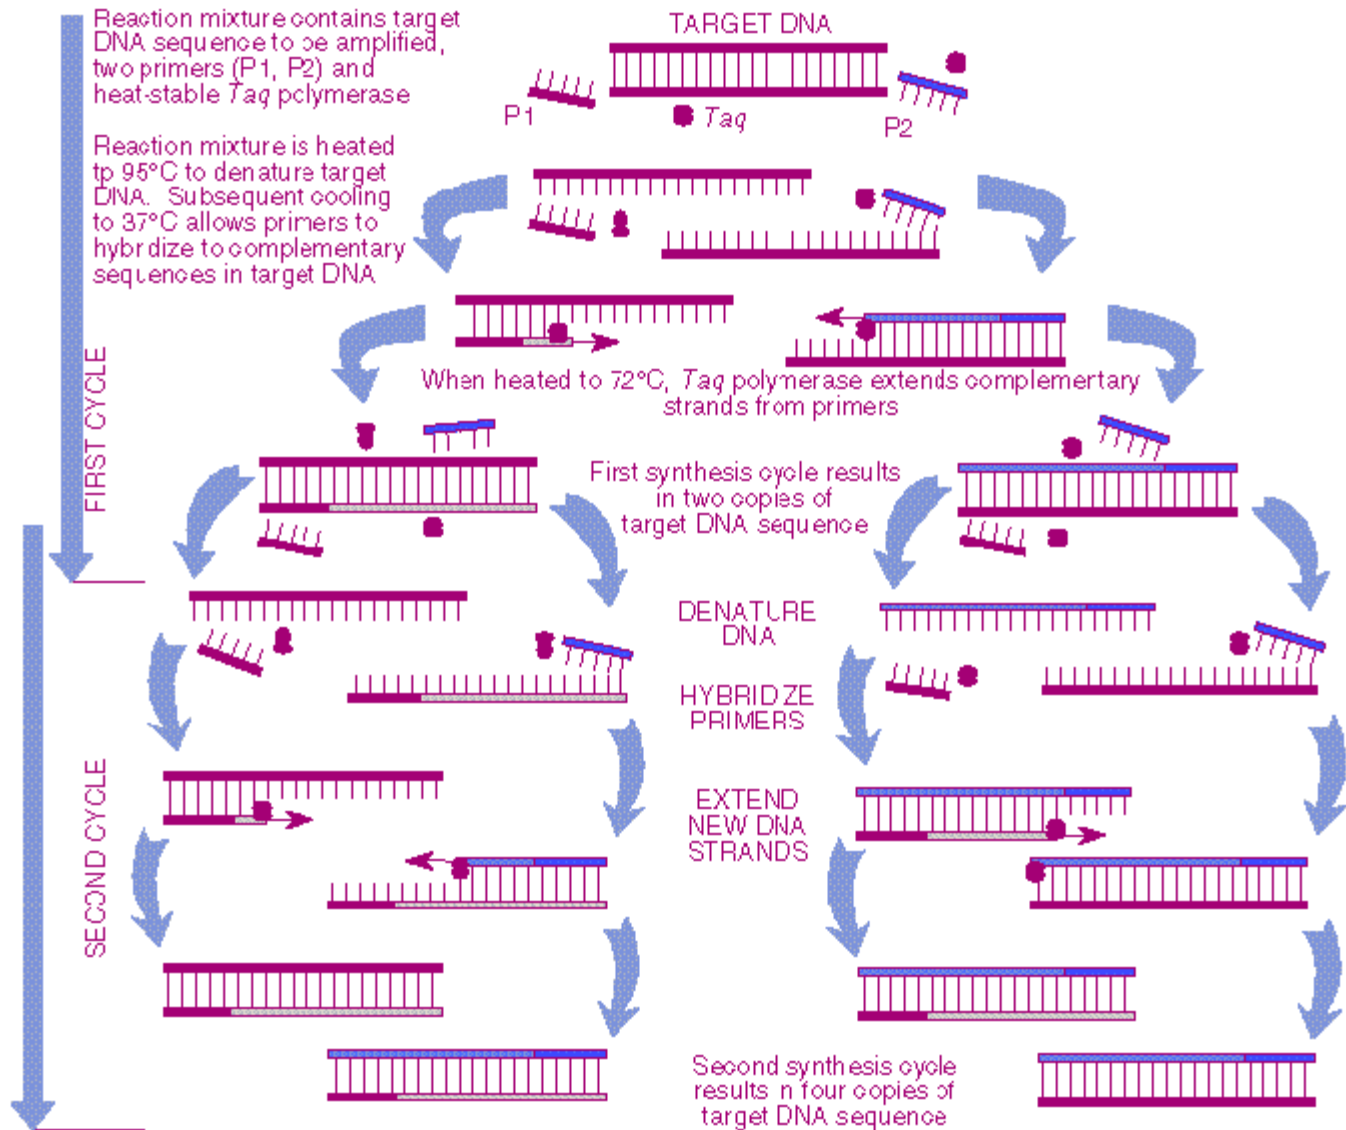 Reaction mixture contains target
DNA sequence to be amplified,
two primers (P1, P2) and
heat-stable Taq polymerase
TARGET DNA
P1
Taq
P2
Reaction mixture is heated
tp 95°C to denature target
DNA. Subsequent cooling
to 37°C allows primers to
hybridize to complementary
sequences in target DNA
FIRST CYCLE
When heated to 72°C, Taq polymerase extends complementary
strands from primers
First synthesis cycle results
in two copies of
target DNA sequence
DENATURE
DNA
HYBRIDZE
PRIMERS
SECOND CYCLE
EXTEND
NEW DNA
STRANDS
Second synthesis cycle
results n four copies of
target DNA sequence